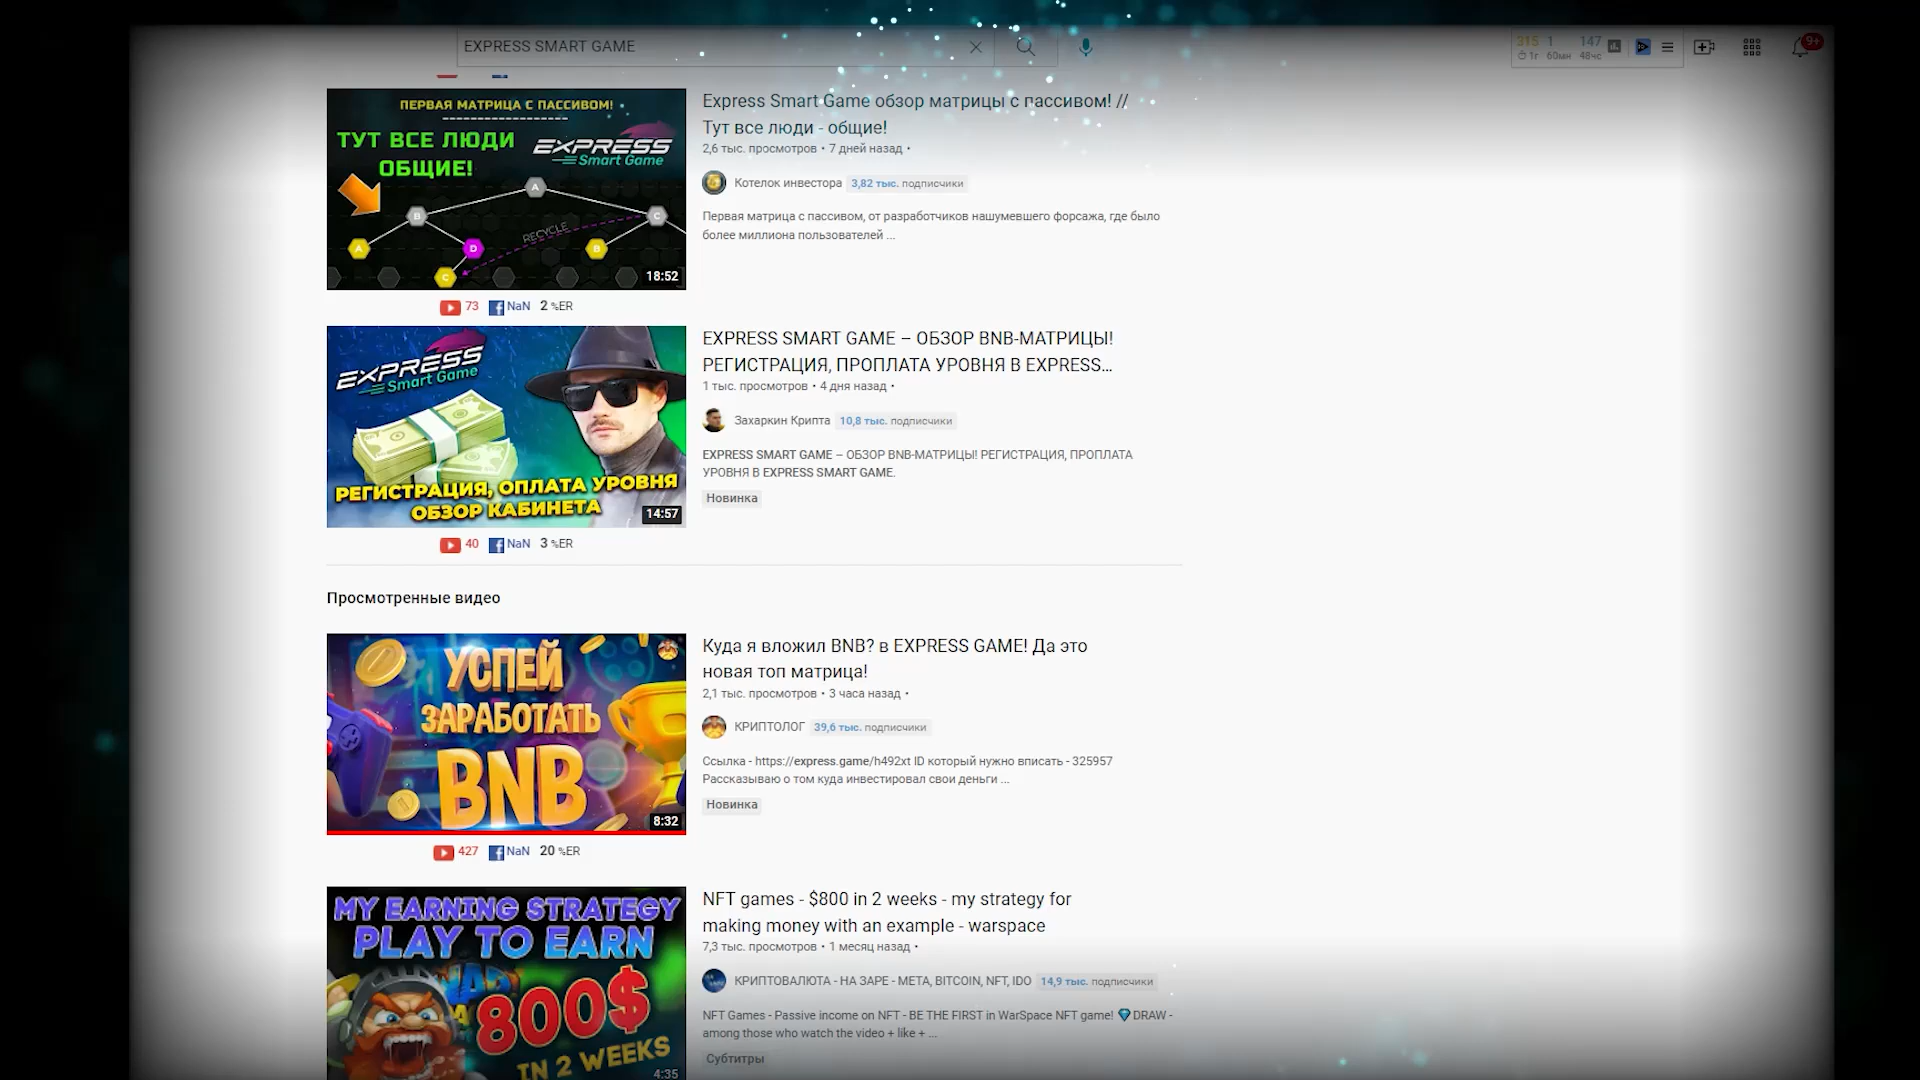 EXPRESS SMART GAME
315 1 147
1г 60мн 48чс
9+
ПЕРВАЯ МАТРИЦА С ПАССИВОМ!
ТУТ ВСЕ ЛЮДИ
ОБЩИЕ!
EXPRESS
Smart Game
A
B
C
RECYCLE
A
D
B
C
18:52
Express Smart Game обзор матрицы с пассивом! //
Тут все люди - общие!
2,6 тыс. просмотров • 7 дней назад •
Котелок инвестора 3,82 тыс. подписчики
Первая матрица с пассивом, от разработчиков нашумевшего форсажа, где было
более миллиона пользователей ...
73 NaN 2 %ER
EXPRESS
Smart Game
РЕГИСТРАЦИЯ, ОПЛАТА УРОВНЯ
ОБЗОР КАБИНЕТА
14:57
EXPRESS SMART GAME – ОБЗОР BNB-МАТРИЦЫ!
РЕГИСТРАЦИЯ, ПРОПЛАТА УРОВНЯ В EXPRESS...
1 тыс. просмотров • 4 дня назад •
Захаркин Крипта 10,8 тыс. подписчики
EXPRESS SMART GAME – ОБЗОР BNB-МАТРИЦЫ! РЕГИСТРАЦИЯ, ПРОПЛАТА
УРОВНЯ В EXPRESS SMART GAME.
Новинка
40 NaN 3 %ER
Просмотренные видео
УСПЕЙ
ЗАРАБОТАТЬ
BNB
8:32
Куда я вложил BNB? в EXPRESS GAME! Да это
новая топ матрица!
2,1 тыс. просмотров • 3 часа назад •
КРИПТОЛОГ 39,6 тыс. подписчики
Ссылка - https://express.game/h492xt ID который нужно вписать - 325957
Рассказываю о том куда инвестировал свои деньги ...
Новинка
427 NaN 20 %ER
MY EARNING STRATEGY
PLAY TO EARN
800$
IN 2 WEEKS
4:35
NFT games - $800 in 2 weeks - my strategy for
making money with an example - warspace
7,3 тыс. просмотров • 1 месяц назад •
КРИПТОВАЛЮТА - НА ЗАРЕ - META, BITCOIN, NFT, IDO 14,9 тыс. подписчики
NFT Games - Passive income on NFT - BE THE FIRST in WarSpace NFT game! 💎 DRAW -
among those who watch the video + like + ...
Субтитры